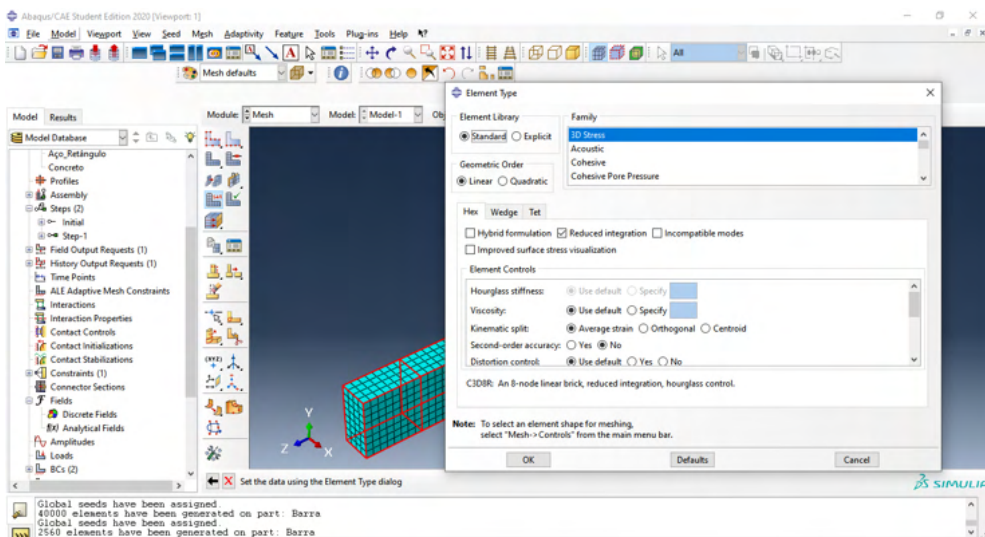 Abaqus/CAE Student Edition 2020 [Viewport: 1]
File Model Viewport View Seed Mesh Adaptivity Feature Tools Plug-ins Help
All
Mesh defaults
Model Results
Module: Mesh Model: Model-1 Ob
Model Database
Aço_Retângulo
Concreto
Profiles
Assembly
Steps (2)
Initial
Step-1
Field Output Requests (1)
History Output Requests (1)
Time Points
ALE Adaptive Mesh Constraints
Interactions
Interaction Properties
Contact Controls
Contact Initializations
Contact Stabilizations
Constraints (1)
Connector Sections
Fields
Discrete Fields
Analytical Fields
Amplitudes
Loads
BCs (2)
Y
Z X
Element Type
Element Library
Standard Explicit
Geometric Order
Linear Quadratic
Family
3D Stress
Acoustic
Cohesive
Cohesive Pore Pressure
Hex Wedge Tet
Hybrid formulation Reduced integration Incompatible modes
Improved surface stress visualization
Element Controls
Hourglass stiffness: Use default Specify
Viscosity: Use default Specify
Kinematic split: Average strain Orthogonal Centroid
Second-order accuracy: Yes No
Distortion control: Use default Yes No
C3D8R: An 8-node linear brick, reduced integration, hourglass control.
Note: To select an element shape for meshing,
select "Mesh->Controls" from the main menu bar.
OK Defaults Cancel
Set the data using the Element Type dialog
SIMULIA
Global seeds have been assigned.
40000 elements have been generated on part: Barra
Global seeds have been assigned.
2560 elements have been generated on part: Barra